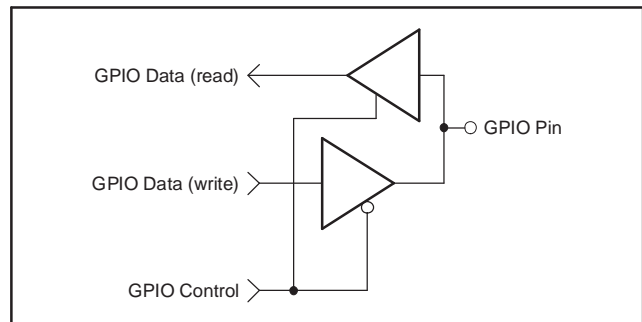 GPIO Data (read)
GPIO Pin
GPIO Data (write)
GPIO Control